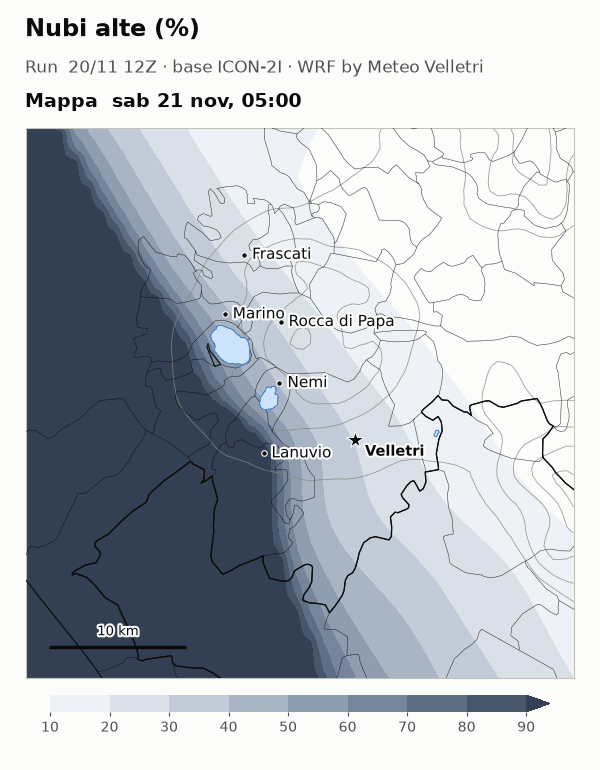 Nubi alte (%)
Run  20/11 12Z · base ICON-2I · WRF by Meteo Velletri
Mappa  sab 21 nov, 05:00
Frascati
Marino
Rocca di Papa
Nemi
Velletri
Lanuvio
10 km
10 20 30 40 50 60 70 80 90